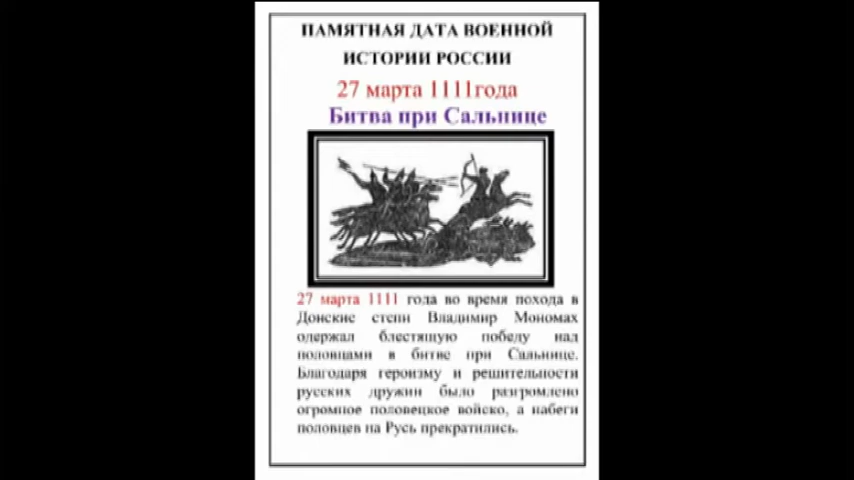 ПАМЯТНАЯ ДАТА ВОЕННОЙ
ИСТОРИИ РОССИИ
27 марта 1111года
Битва при Сальнице
27 марта 1111 года во время похода в
Донские степи Владимир Мономах
одержал блестящую победу над
половцами в битве при Сальнице.
Благодаря героизму и решительности
русских дружин было разгромлено
огромное половецкое войско, а набеги
половцев на Русь прекратились.